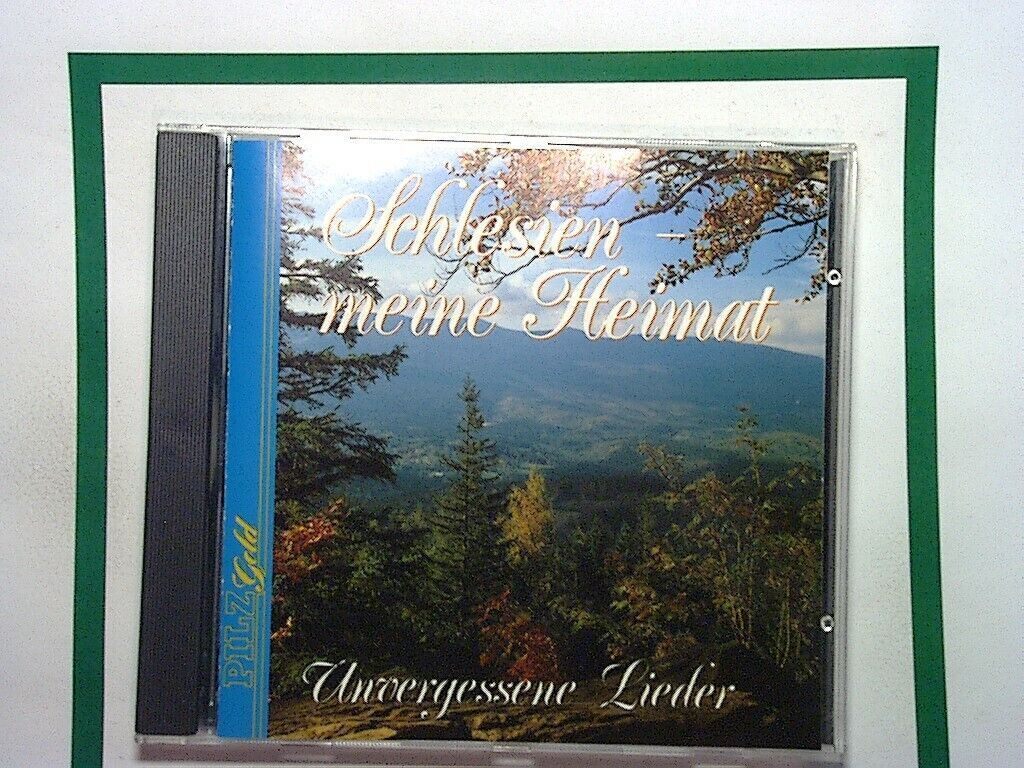 Schlesien -
meine Heimat
PILZ Gold
Unvergessene Lieder